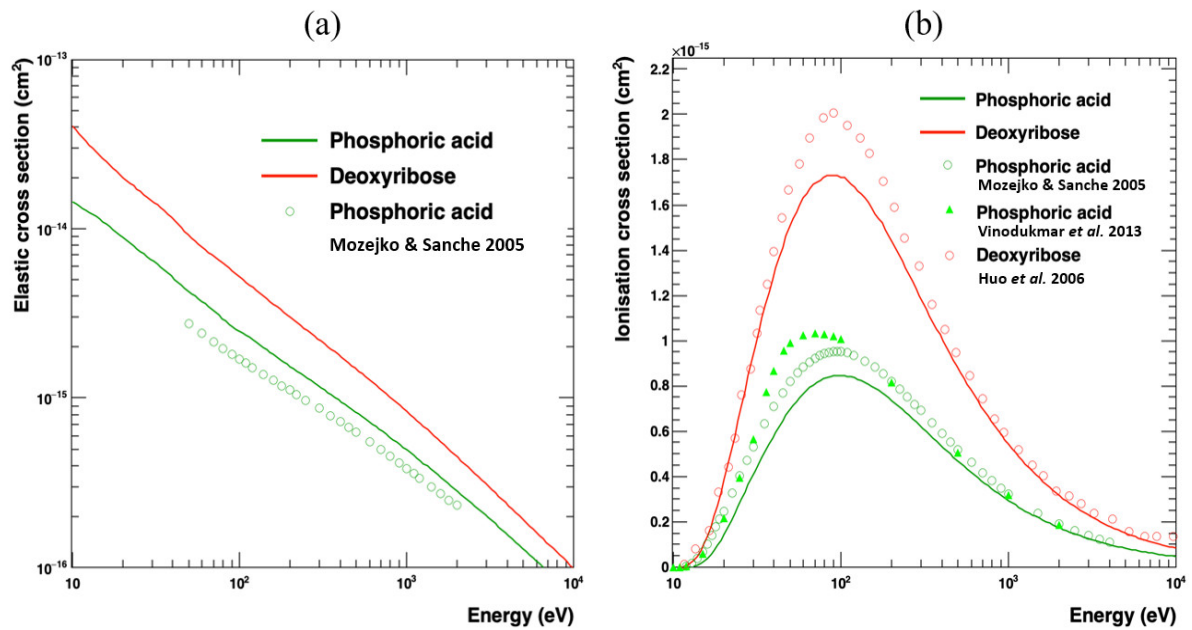 (a)
10⁻¹³
10⁻¹⁴
10⁻¹⁵
10⁻¹⁶
Elastic cross section (cm²)
Phosphoric acid
Deoxyribose
Phosphoric acid
Mozejko & Sanche 2005
10
10²
10³
10⁴
Energy (eV)
(b)
×10⁻¹⁵
2.2
2
1.8
1.6
1.4
1.2
1
0.8
0.6
0.4
0.2
0
Ionisation cross section (cm²)
Phosphoric acid
Deoxyribose
Phosphoric acid
Mozejko & Sanche 2005
Phosphoric acid
Vinodukmar et al. 2013
Deoxyribose
Huo et al. 2006
10
10²
10³
10⁴
Energy (eV)